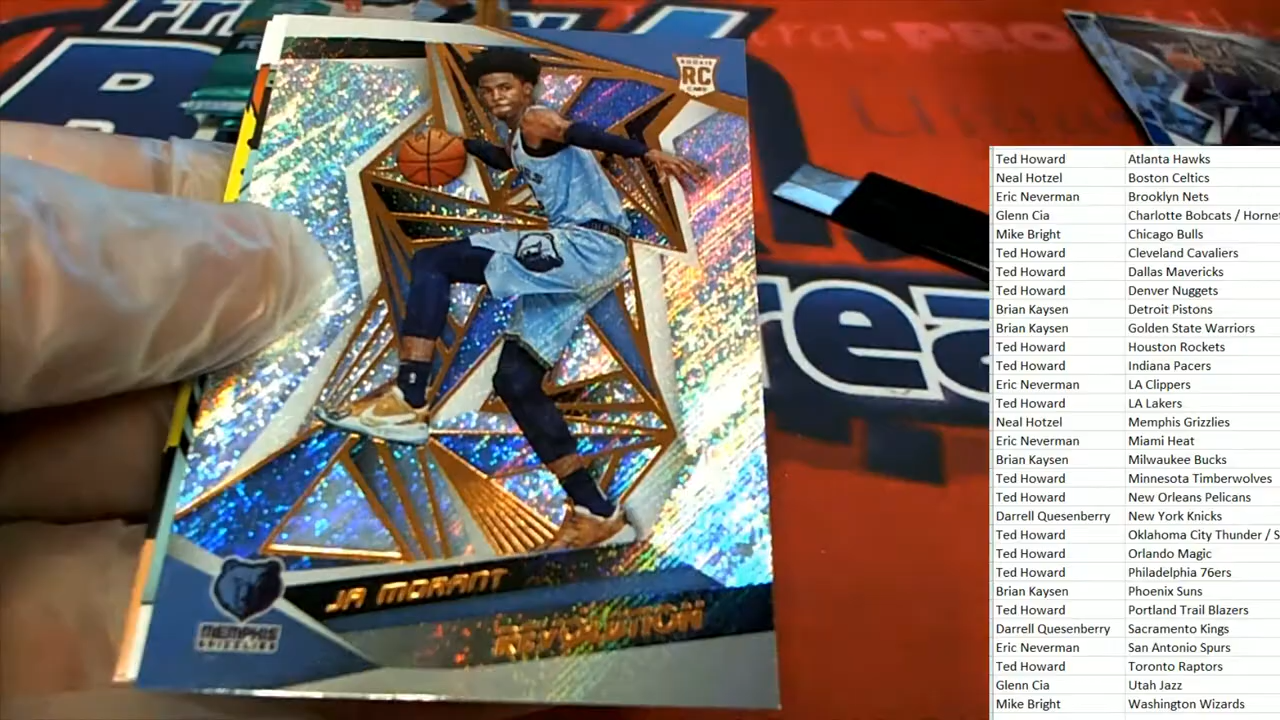 ROOKIE
RC
CARD
JA MORANT
REVOLUTION
MEMPHIS
GRIZZLIES
PRO
Ted Howard Atlanta Hawks
Neal Hotzel Boston Celtics
Eric Neverman Brooklyn Nets
Glenn Cia Charlotte Bobcats / Horne
Mike Bright Chicago Bulls
Ted Howard Cleveland Cavaliers
Ted Howard Dallas Mavericks
Ted Howard Denver Nuggets
Brian Kaysen Detroit Pistons
Brian Kaysen Golden State Warriors
Ted Howard Houston Rockets
Ted Howard Indiana Pacers
Eric Neverman LA Clippers
Ted Howard LA Lakers
Neal Hotzel Memphis Grizzlies
Eric Neverman Miami Heat
Brian Kaysen Milwaukee Bucks
Ted Howard Minnesota Timberwolves
Ted Howard New Orleans Pelicans
Darrell Quesenberry New York Knicks
Ted Howard Oklahoma City Thunder / S
Ted Howard Orlando Magic
Ted Howard Philadelphia 76ers
Brian Kaysen Phoenix Suns
Ted Howard Portland Trail Blazers
Darrell Quesenberry Sacramento Kings
Eric Neverman San Antonio Spurs
Ted Howard Toronto Raptors
Glenn Cia Utah Jazz
Mike Bright Washington Wizards